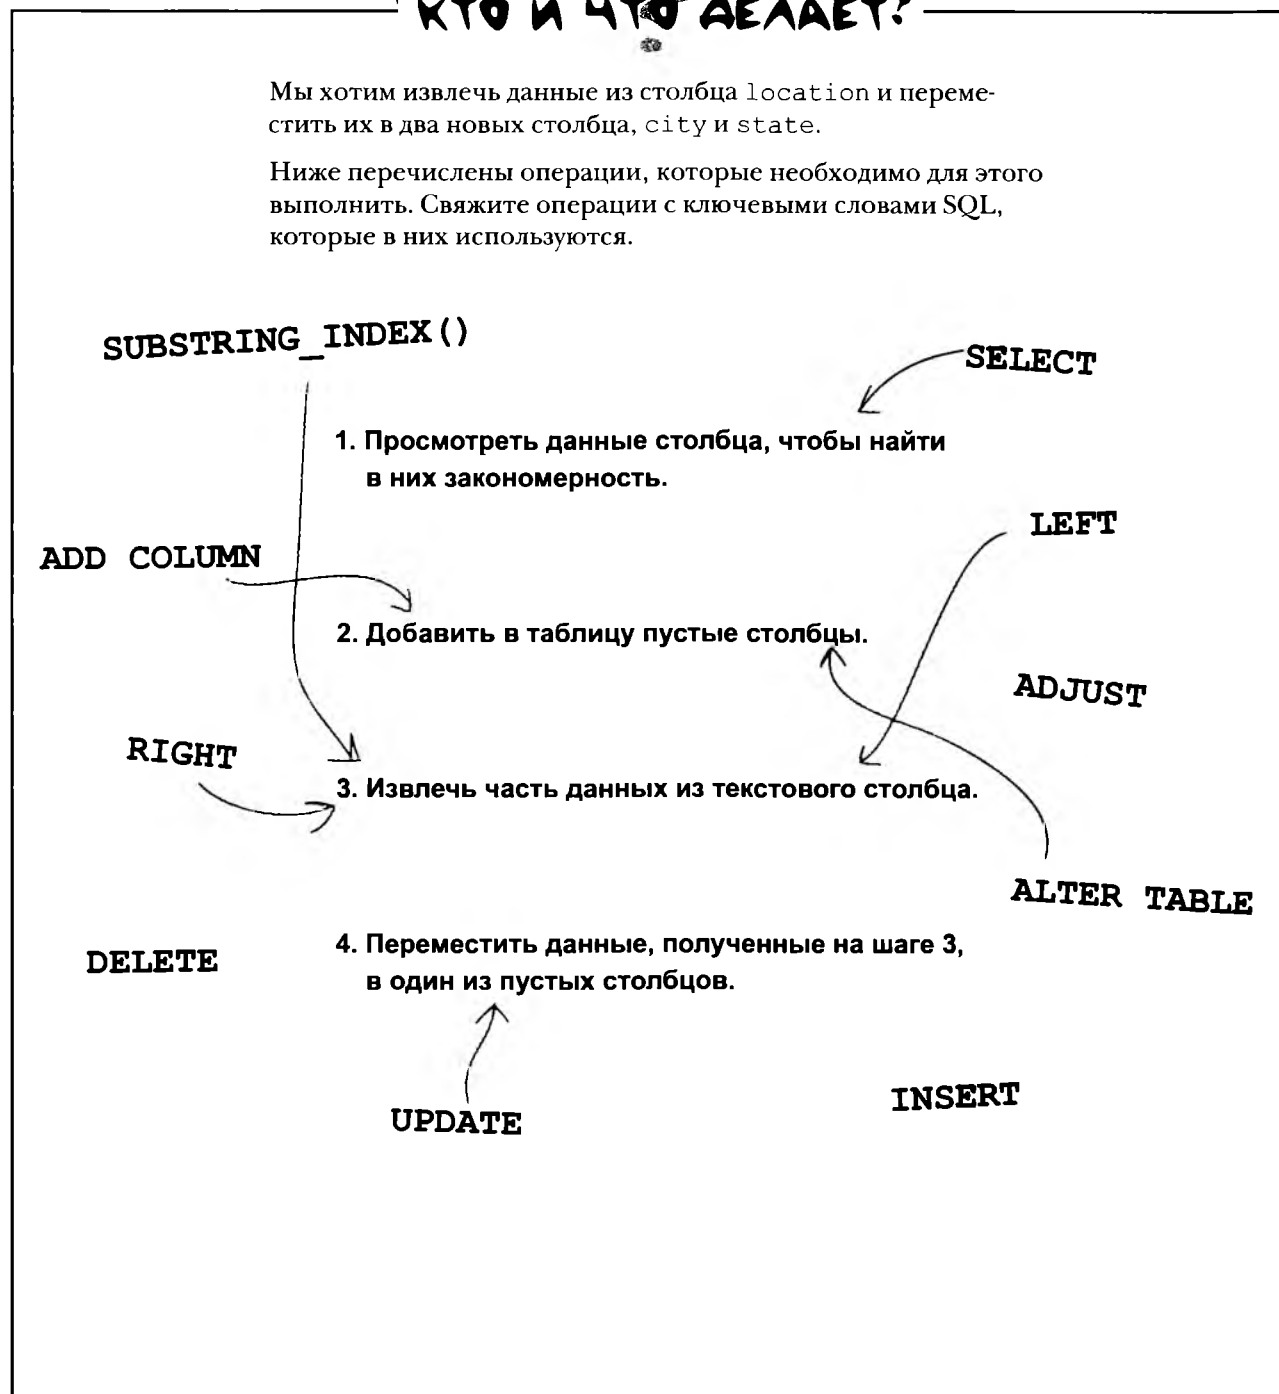 КТО И ЧТО ДЕЛАЕТ?
Мы хотим извлечь данные из столбца location и переме-
стить их в два новых столбца, city и state.
Ниже перечислены операции, которые необходимо для этого
выполнить. Свяжите операции с ключевыми словами SQL,
которые в них используются.
SUBSTRING_INDEX()
SELECT
1. Просмотреть данные столбца, чтобы найти
в них закономерность.
LEFT
ADD COLUMN
2. Добавить в таблицу пустые столбцы.
ADJUST
RIGHT
3. Извлечь часть данных из текстового столбца.
ALTER TABLE
DELETE
4. Переместить данные, полученные на шаге 3,
в один из пустых столбцов.
INSERT
UPDATE